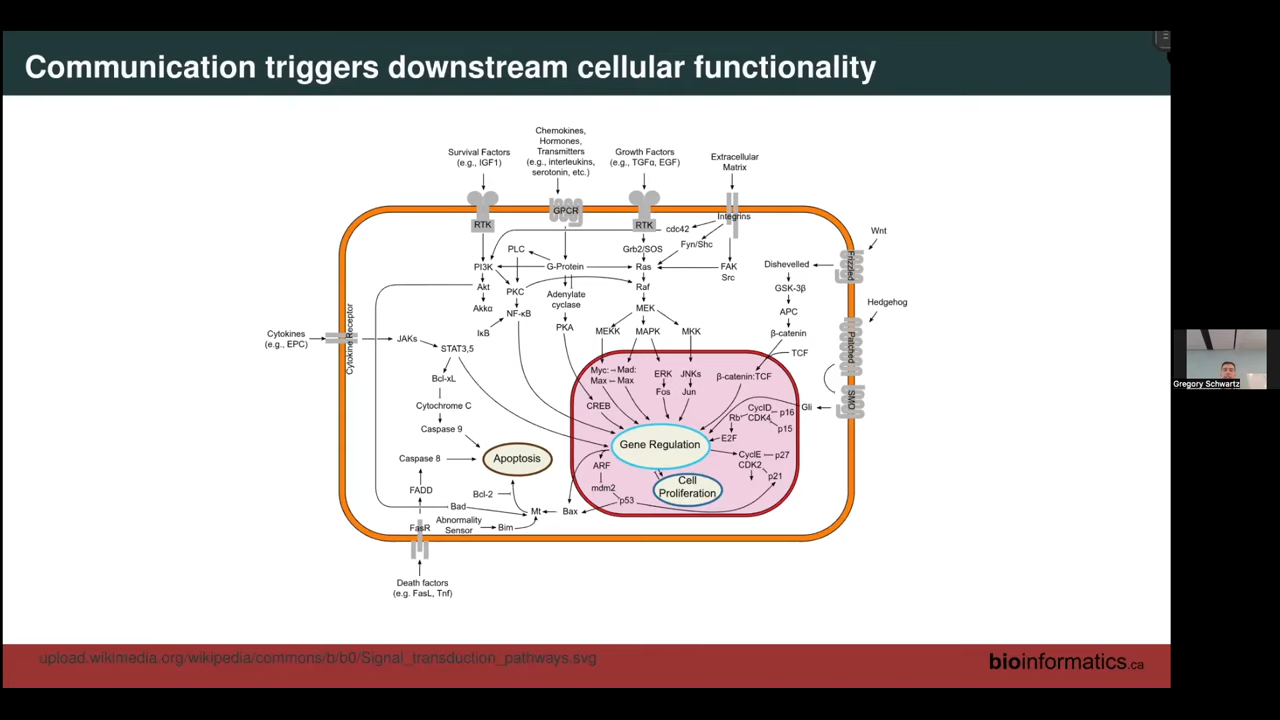 Communication triggers downstream cellular functionality
Chemokines,
Hormones,
Transmitters
(e.g., interleukins,
serotonin, etc.)
Survival Factors
(e.g., IGF1)
Growth Factors
(e.g., TGFα, EGF)
Extracellular
Matrix
RTK
GPCR
RTK
Integrins
cdc42
Wnt
PLC
Grb2/SOS
Fyn/Shc
Frizzled
PI3K
G-Protein
Ras
FAK
Src
Dishevelled
Akt
PKC
Adenylate
cyclase
Raf
GSK-3β
Hedgehog
Akkα
NF-κB
MEK
APC
IκB
PKA
MEKK
MAPK
MKK
β-catenin
Cytokines
(e.g., EPC)
Cytokine Receptor
JAKs
STAT3,5
TCF
Patched
Bcl-xL
Myc:
Max
Mad:
Max
ERK
JNKs
β-catenin:TCF
Fos
Jun
Cytochrome C
CREB
CyclD
CDK4
p16
Gli
SMO
Rb
p15
Caspase 9
E2F
Gene Regulation
Caspase 8
Apoptosis
ARF
CyclE
CDK2
p27
p21
FADD
Bcl-2
mdm2
Cell
Proliferation
p53
Bad
Mt
Bax
FasR
Abnormality
Sensor
Bim
Death factors
(e.g. FasL, Tnf)
Gregory Schwartz
upload.wikimedia.org/wikipedia/commons/b/b0/Signal_transduction_pathways.svg
bioinformatics.ca